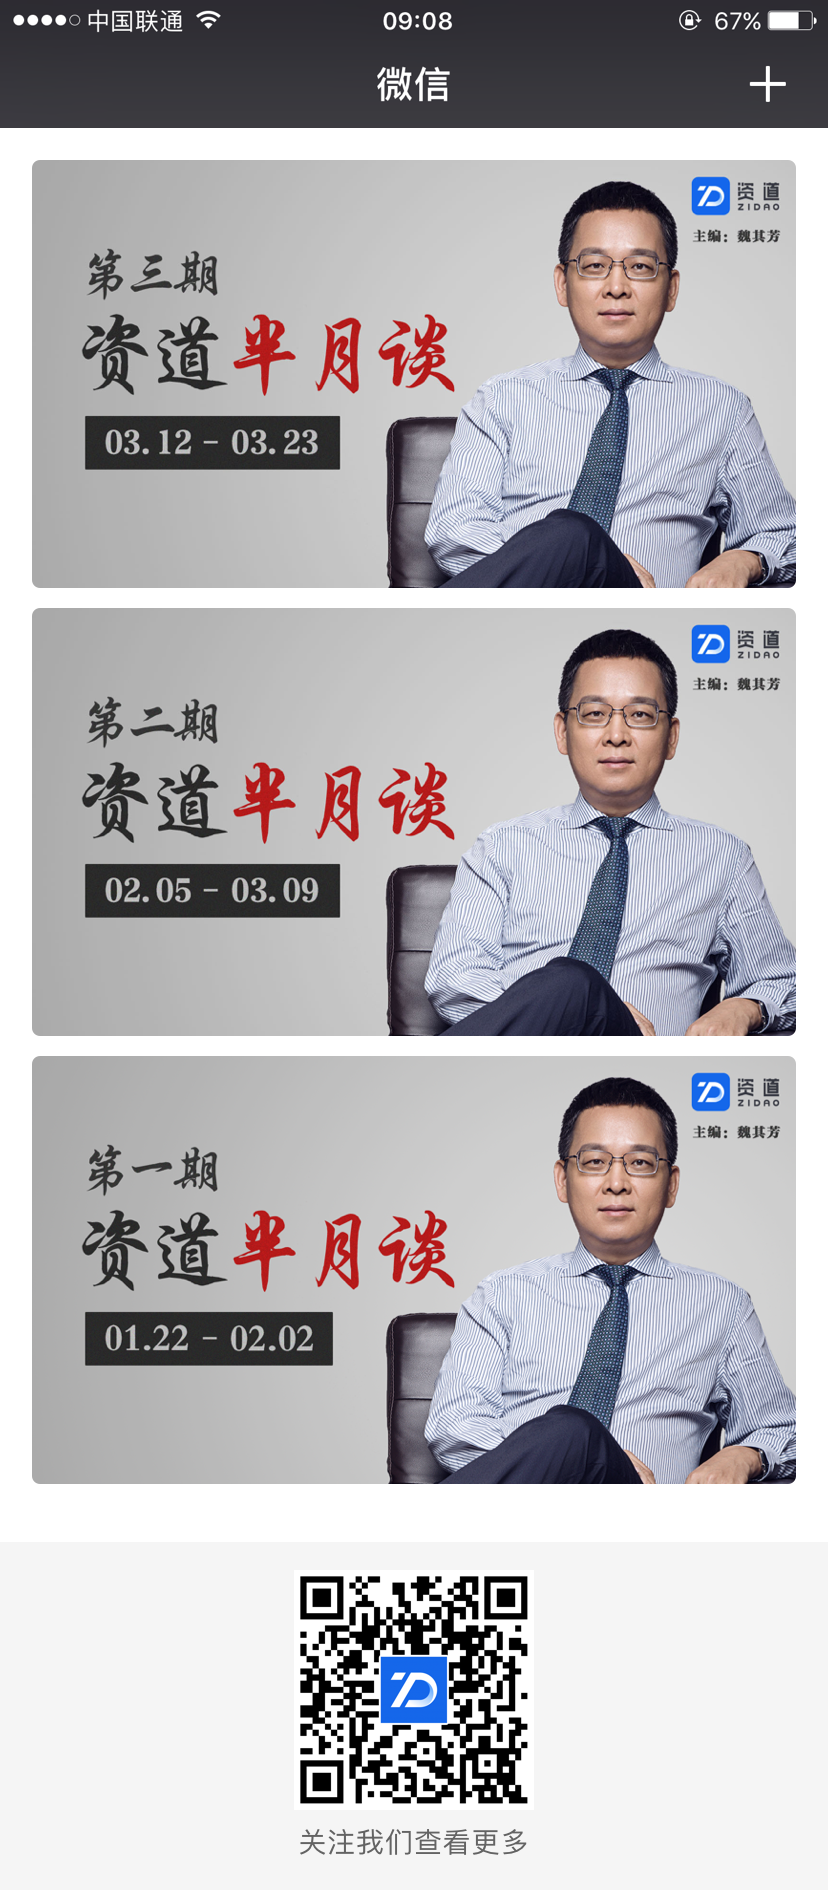 中国联通
09:08
67%
微信
资道
ZIDAO
主编：魏其芳
第三期
资道半月谈
03.12 - 03.23
资道
ZIDAO
主编：魏其芳
第二期
资道半月谈
02.05 - 03.09
资道
ZIDAO
主编：魏其芳
第一期
资道半月谈
01.22 - 02.02
关注我们查看更多